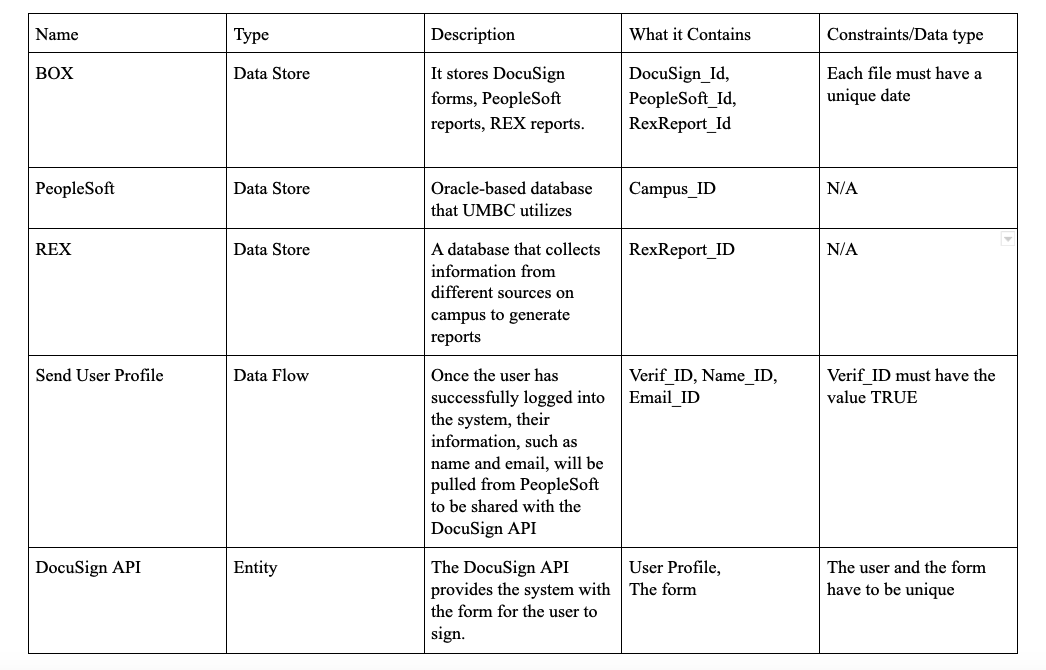 Name Type Description What it Contains Constraints/Data type
BOX Data Store It stores DocuSign DocuSign_Id, Each file must have a
forms, PeopleSoft PeopleSoft_Id, unique date
reports, REX reports. RexReport_Id
PeopleSoft Data Store Oracle-based database Campus_ID N/A
that UMBC utilizes
REX Data Store A database that collects RexReport_ID N/A
information from
different sources on
campus to generate
reports
Send User Profile Data Flow Once the user has Verif_ID, Name_ID, Verif_ID must have the
successfully logged into Email_ID value TRUE
the system, their
information, such as
name and email, will be
pulled from PeopleSoft
to be shared with the
DocuSign API
DocuSign API Entity The DocuSign API User Profile, The user and the form
provides the system with The form have to be unique
the form for the user to
sign.